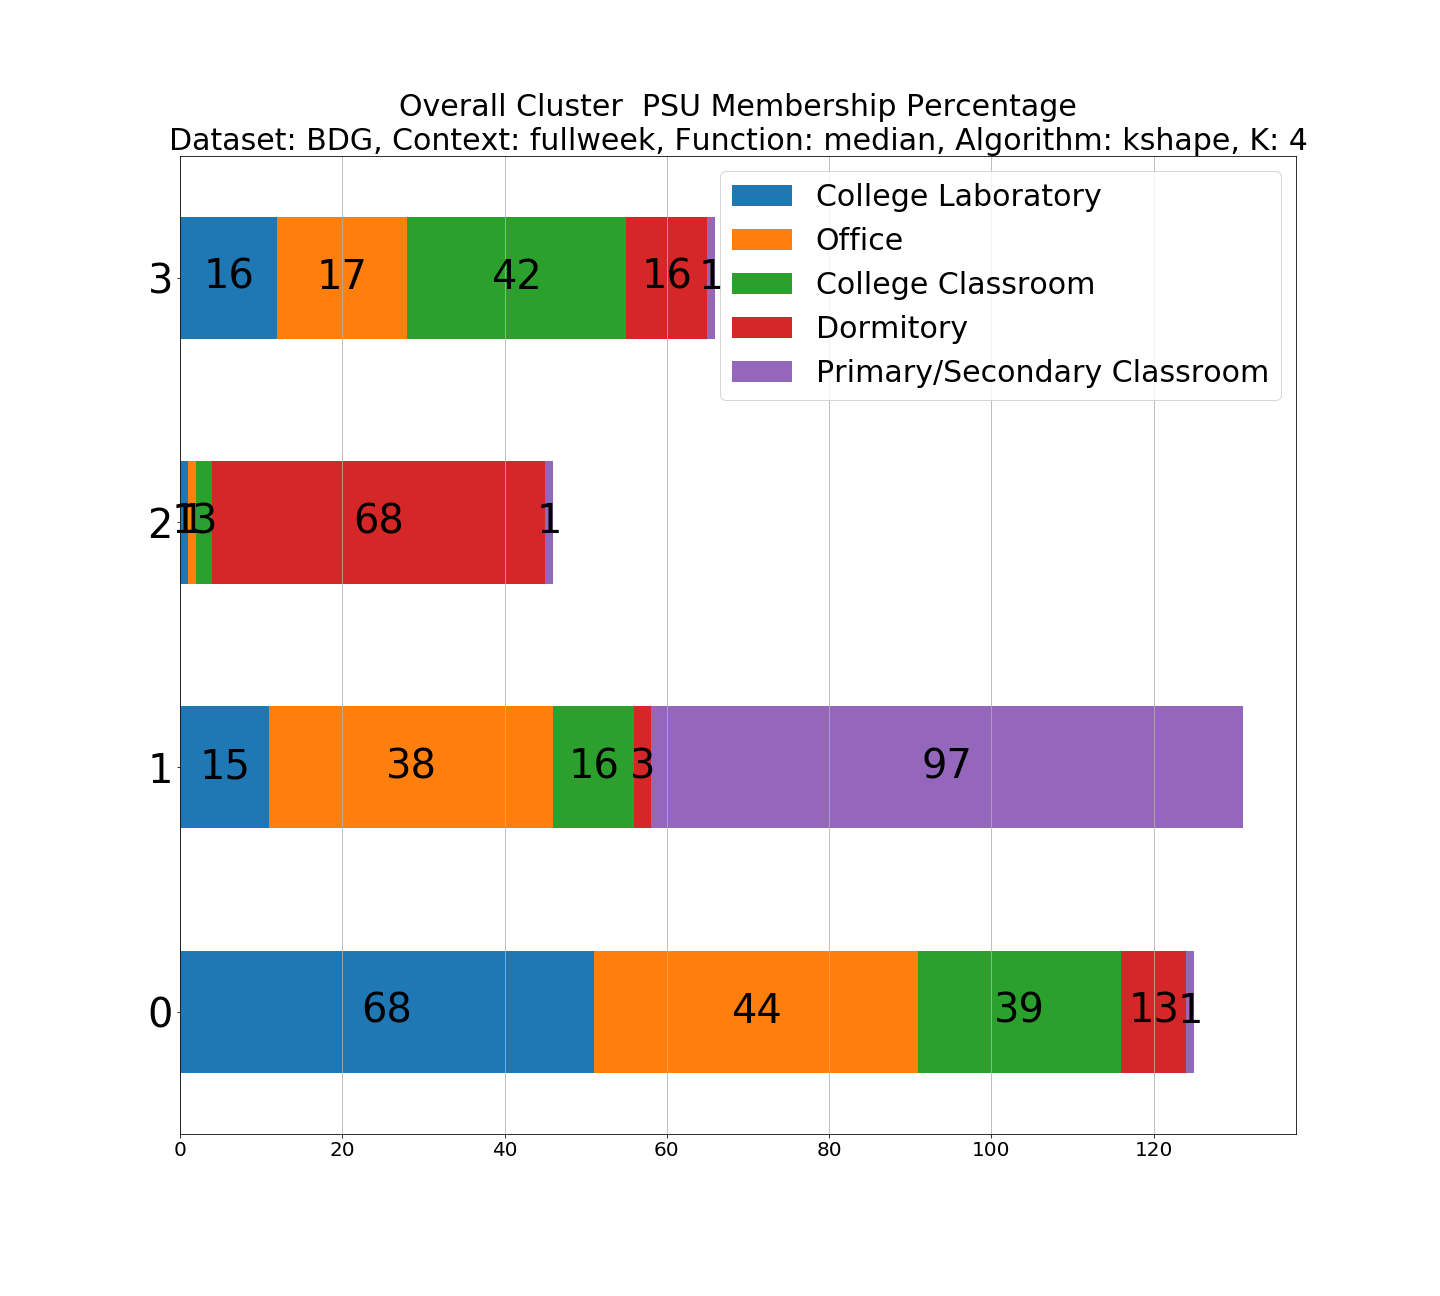 Overall Cluster  PSU Membership Percentage
Dataset: BDG, Context: fullweek, Function: median, Algorithm: kshape, K: 4
College Laboratory
Office
College Classroom
Dormitory
Primary/Secondary Classroom
3 16 17 42 16 1
2 1 1 3 68 1
1 15 38 16 3 97
0 68 44 39 13 1
0 20 40 60 80 100 120